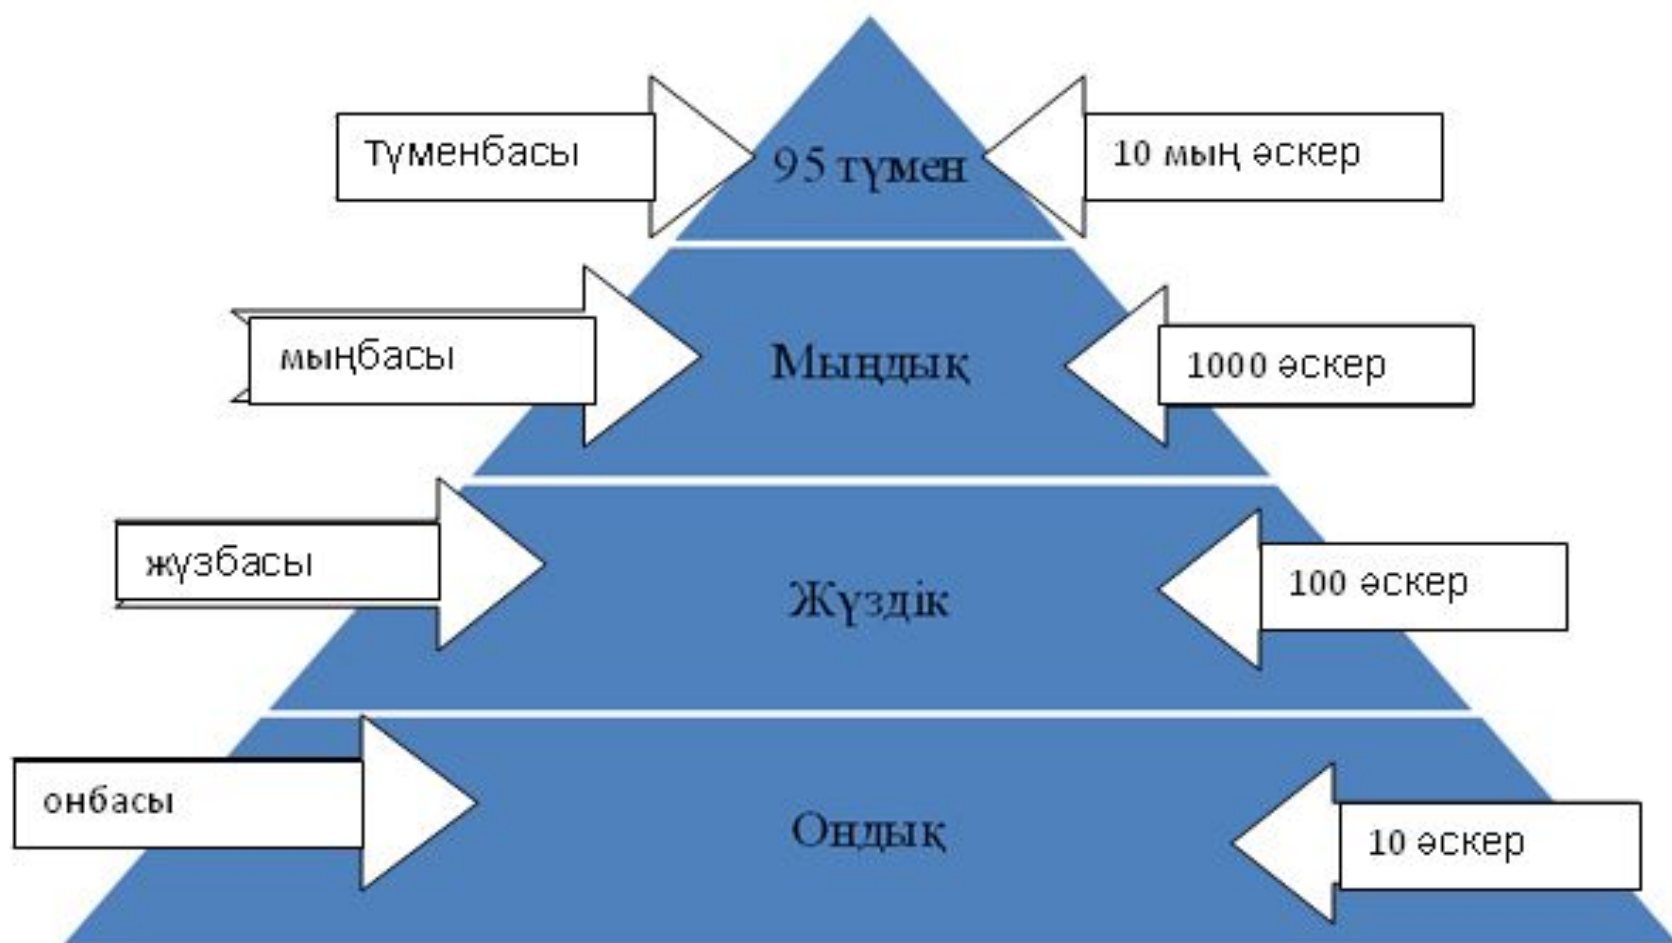 түменбасы
95 түмен
10 мың әскер
мыңбасы
Мыңдық
1000 әскер
жүзбасы
Жүздік
100 әскер
онбасы
Ондық
10 әскер